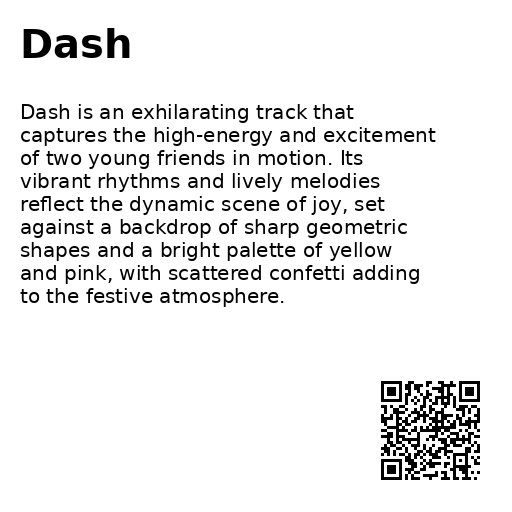 Dash
Dash is an exhilarating track that
captures the high-energy and excitement
of two young friends in motion. Its
vibrant rhythms and lively melodies
reflect the dynamic scene of joy, set
against a backdrop of sharp geometric
shapes and a bright palette of yellow
and pink, with scattered confetti adding
to the festive atmosphere.